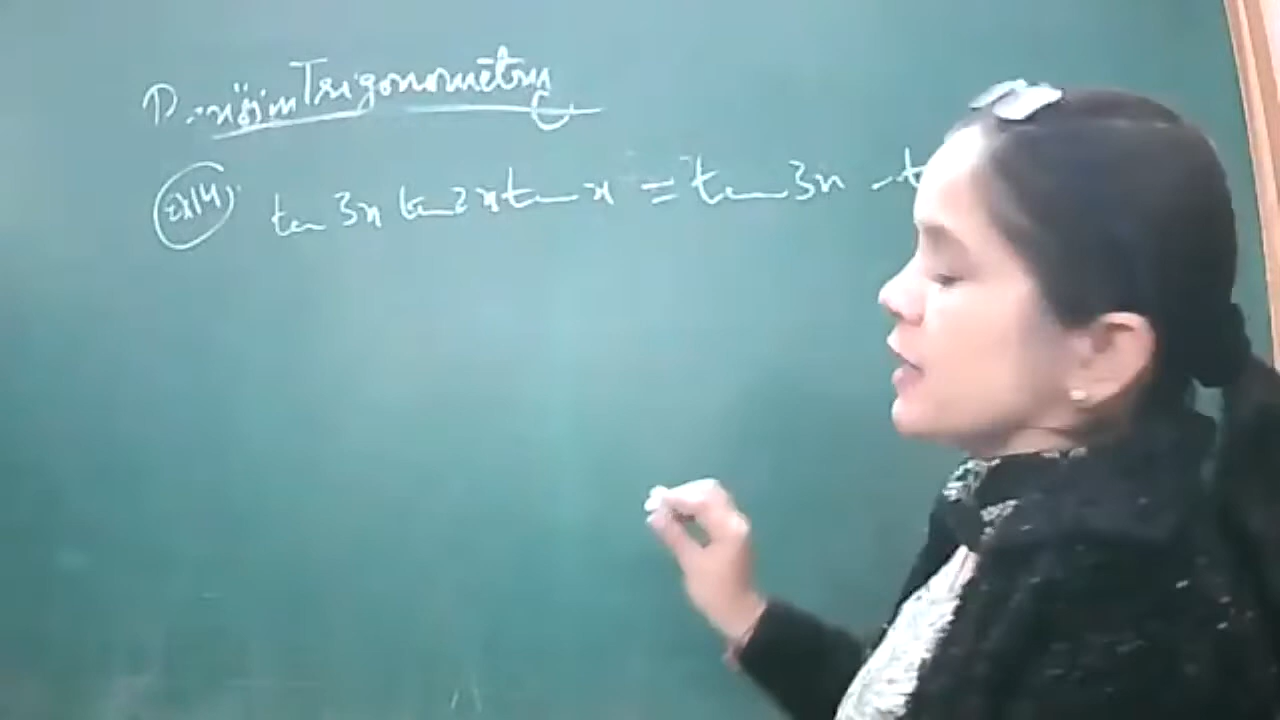 Trigonometry
Ex14) tan 3x tan 2x tan x = tan 3x - t